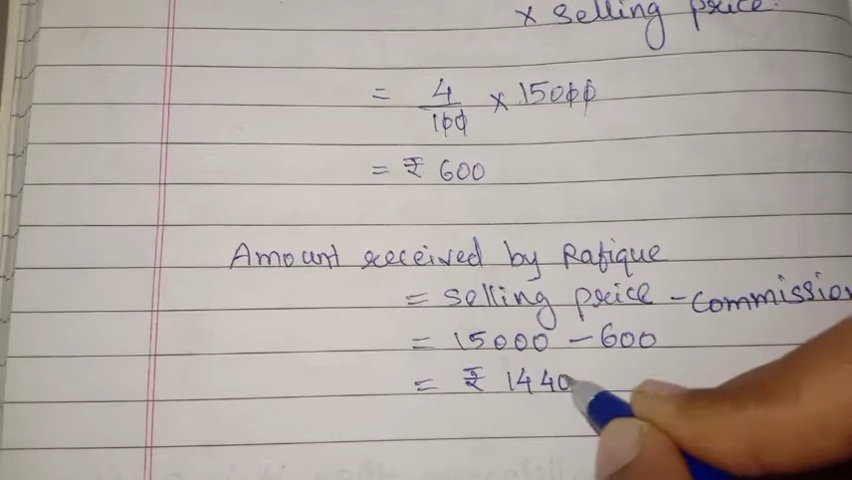 x selling price.
= 4/100 x 15000
= ₹ 600
Amount received by Rafique
= selling price - commission
= 15000 - 600
= ₹ 1440